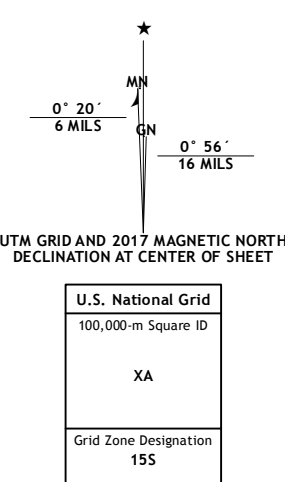 ★
MN
0° 20´
6 MILS
GN
0° 56´
16 MILS
UTM GRID AND 2017 MAGNETIC NORTH
DECLINATION AT CENTER OF SHEET
U.S. National Grid
100,000-m Square ID
XA
Grid Zone Designation
15S